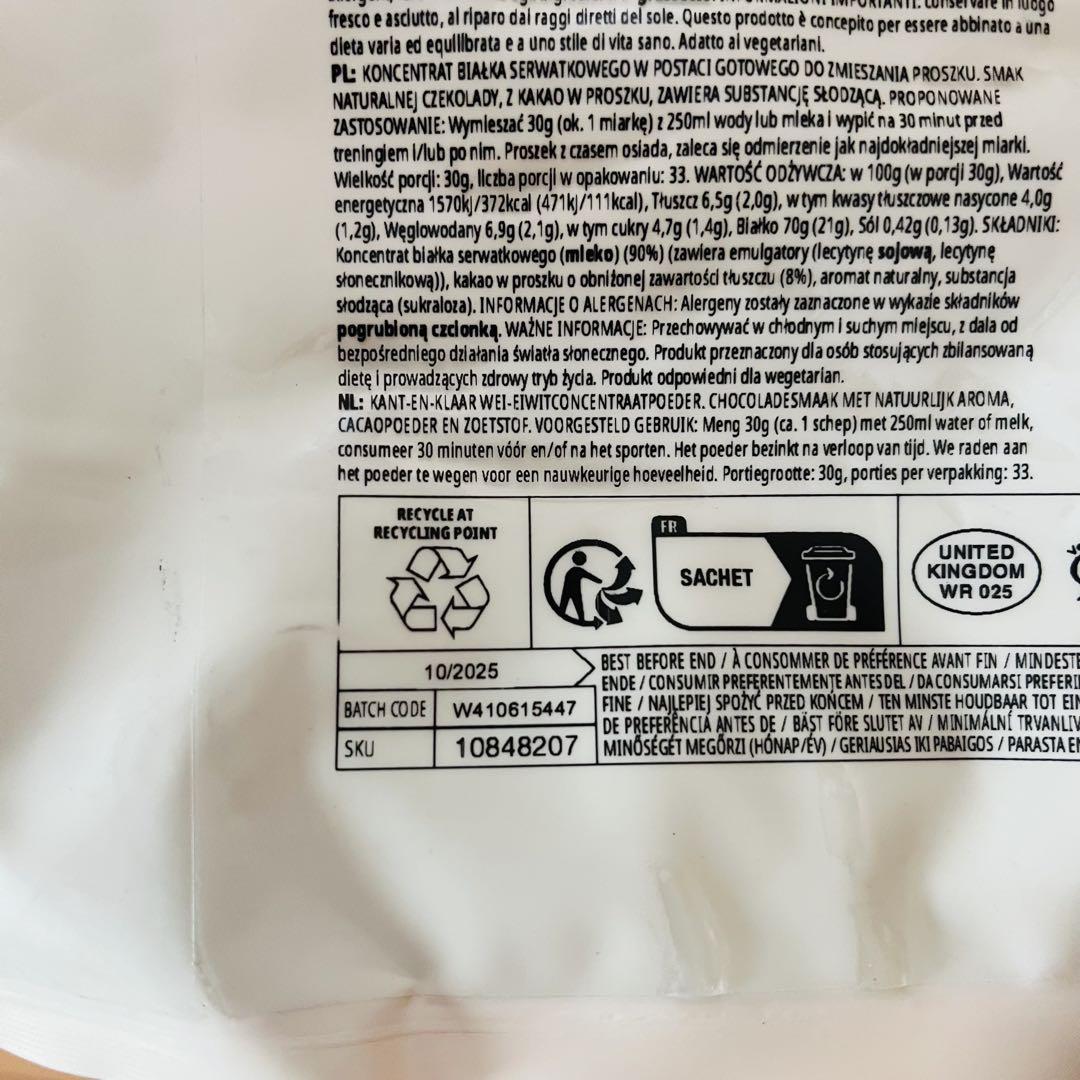 fresco e asciutto, al riparo dai raggi diretti del sole. Questo prodotto è concepito per essere abbinato a una
dieta varia ed equilibrata e a uno stile di vita sano. Adatto ai vegetariani.
PL: KONCENTRAT BIAŁKA SERWATKOWEGO W POSTACI GOTOWEGO DO ZMIESZANIA PROSZKU. SMAK
NATURALNEJ CZEKOLADY, Z KAKAO W PROSZKU, ZAWIERA SUBSTANCJĘ SŁODZĄCĄ. PROPONOWANE
ZASTOSOWANIE: Wymieszać 30g (ok. 1 miarkę) z 250ml wody lub mleka i wypić na 30 minut przed
treningiem i/lub po nim. Proszek z czasem osiada, zaleca się odmierzenie jak najdokładniejszej miarki.
Wielkość porcji: 30g, liczba porcji w opakowaniu: 33. WARTOŚĆ ODŻYWCZA: w 100g (w porcji 30g), Wartość
energetyczna 1570kJ/372kcal (471kJ/111kcal), Tłuszcz 6,5g (2,0g), w tym kwasy tłuszczowe nasycone 4,0g
(1,2g), Węglowodany 6,9g (2,1g), w tym cukry 4,7g (1,4g), Białko 70g (21g), Sól 0,42g (0,13g). SKŁADNIKI:
Koncentrat białka serwatkowego (mleko) (90%) (zawiera emulgatory (lecytynę sojową, lecytynę
słonecznikową)), kakao w proszku o obniżonej zawartości tłuszczu (8%), aromat naturalny, substancja
słodząca (sukraloza). INFORMACJE O ALERGENACH: Alergeny zostały zaznaczone w wykazie składników
pogrubioną czcionką. WAŻNE INFORMACJE: Przechowywać w chłodnym i suchym miejscu, z dala od
bezpośredniego działania światła słonecznego. Produkt przeznaczony dla osób stosujących zbilansowaną
dietę i prowadzących zdrowy tryb życia. Produkt odpowiedni dla wegetarian.
NL: KANT-EN-KLAAR WEI-EIWITCONCENTRAATPOEDER. CHOCOLADESMAAK MET NATUURLIJK AROMA,
CACAOPOEDER EN ZOETSTOF. VOORGESTELD GEBRUIK: Meng 30g (ca. 1 schep) met 250ml water of melk,
consumeer 30 minuten vóór en/of na het sporten. Het poeder bezinkt na verloop van tijd. We raden aan
het poeder te wegen voor een nauwkeurige hoeveelheid. Portiegrootte: 30g, porties per verpakking: 33.
RECYCLE AT
RECYCLING POINT
FR
SACHET
UNITED
KINGDOM
WR 025
10/2025
BATCH CODE W410615447
SKU 10848207
BEST BEFORE END / À CONSOMMER DE PRÉFÉRENCE AVANT FIN / MINDESTE
ENDE / CONSUMIR PREFERENTEMENTE ANTES DEL / DA CONSUMARSI PREFERI
FINE / NAJLEPIEJ SPOŻYĆ PRZED KOŃCEM / TEN MINSTE HOUDBAAR TOT EIN
DE PREFERÊNCIA ANTES DE / BÄST FÖRE SLUTET AV / MINIMÁLNÍ TRVANLIV
MINŐSÉGÉT MEGŐRZI (HÓNAP/ÉV) / GERIAUSIAS IKI PABAIGOS / PARASTA